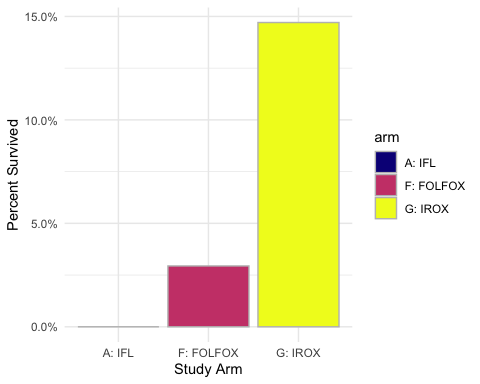 15.0%
10.0%
5.0%
0.0%
Percent Survived
A: IFL
F: FOLFOX
G: IROX
Study Arm
arm
A: IFL
F: FOLFOX
G: IROX